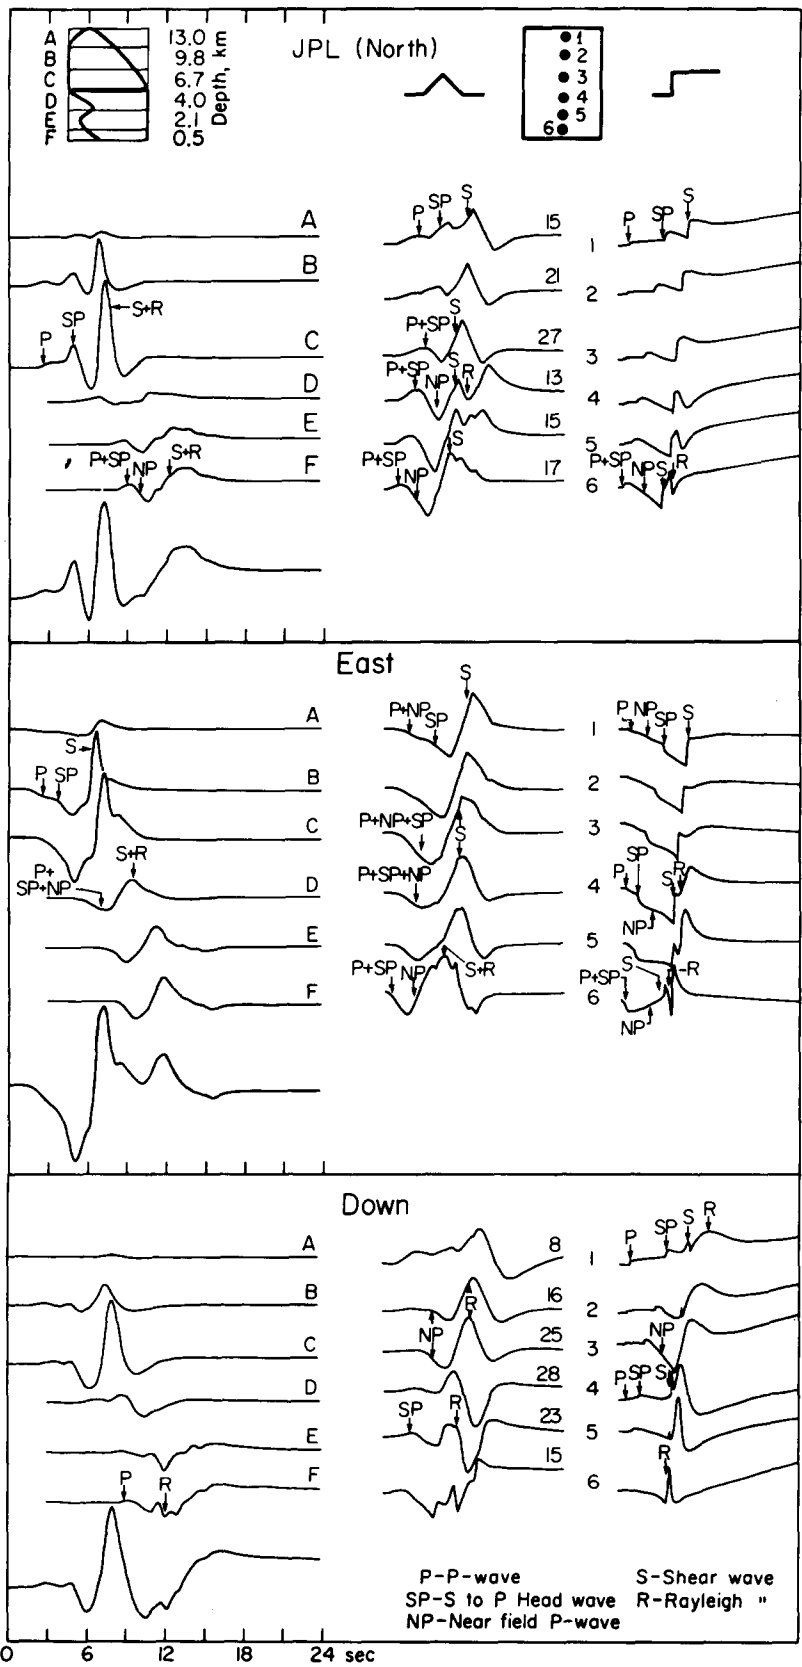 JPL (North)
A 13.0
B 9.8
C 6.7
D 4.0
E 2.1
F 0.5
Depth, km
1
2
3
4
5
6
A
B
C
D
E
F
P SP S+R
P+SP NP S+R
P SP S 15 1
21 2
P+SP S 27 3
P+SP NP S R 13 4
15 5
P+SP NP S 17 6
P SP S
P+SP NP S R
East
A
B
C
D
E
F
S
P SP
P+
SP+NP
S+R
P+NP SP S 1
2
P+NP+SP S 3
P+SP+NP 4
5
P+SP NP S+R 6
P NP SP S
P SP S R
NP
P+SP S R
NP
Down
A
B
C
D
E
F
P R
8 1
16 2
NP R 25 3
28 4
SP R 23 5
15 6
P SP S R
NP
P SP S
R
P-P-wave
SP-S to P Head wave
NP-Near field P-wave
S-Shear wave
R-Rayleigh "
0 6 12 18 24 sec